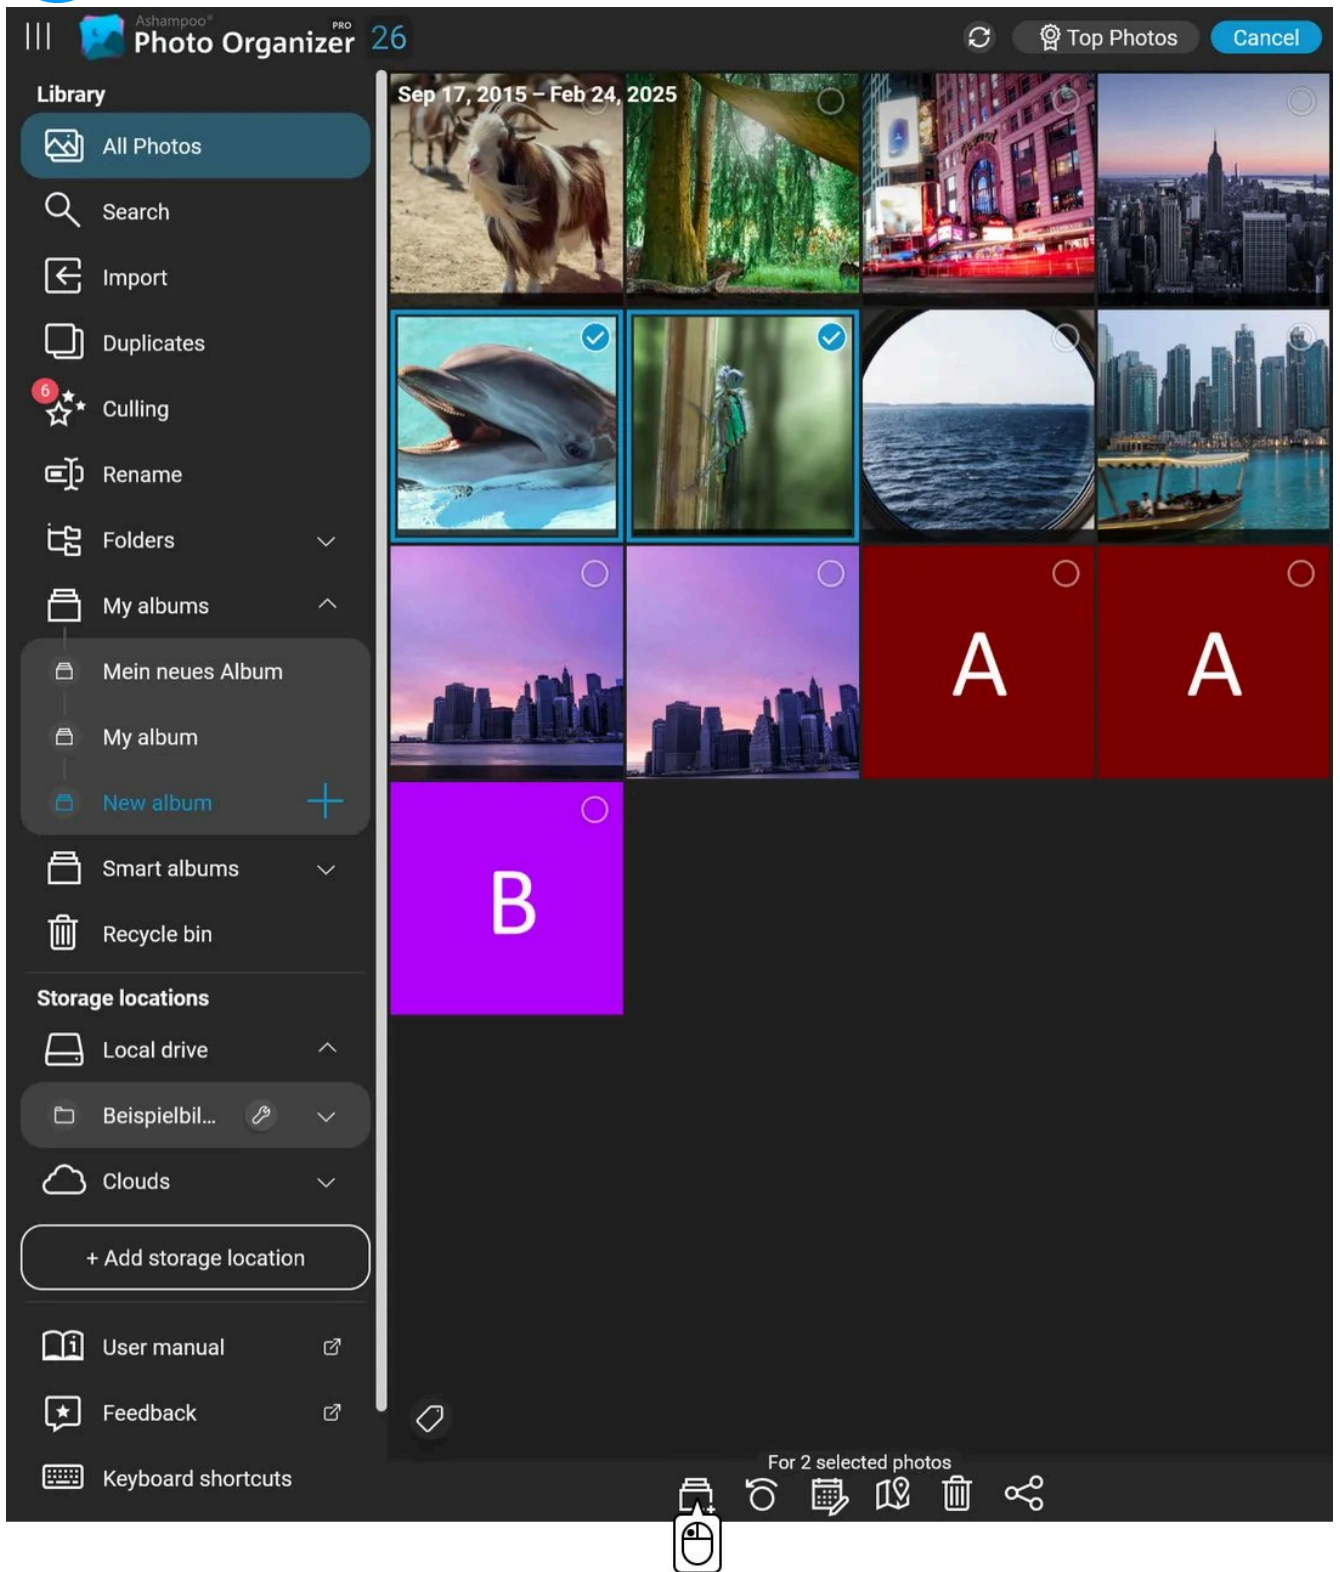 Ashampoo®
Photo Organizer PRO 26
Top Photos
Cancel
Library
All Photos
Search
Import
Duplicates
6
Culling
Rename
Folders
My albums
Mein neues Album
My album
New album
Smart albums
Recycle bin
Storage locations
Local drive
Beispielbil...
Clouds
+ Add storage location
User manual
Feedback
Keyboard shortcuts
Sep 17, 2015 – Feb 24, 2025
A
A
B
For 2 selected photos